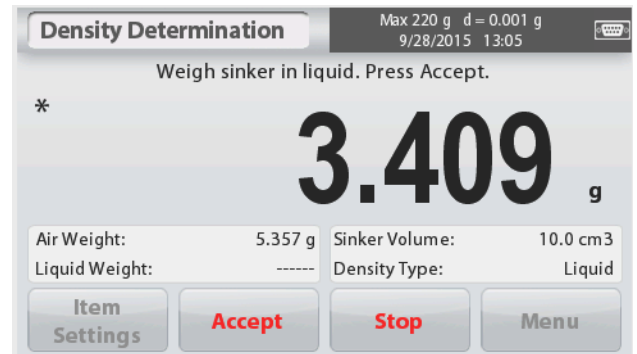 Density Determination
Max 220 g d = 0.001 g
9/28/2015 13:05
Weigh sinker in liquid. Press Accept.
*
3.409 g
Air Weight: 5.357 g Sinker Volume: 10.0 cm3
Liquid Weight: ------ Density Type: Liquid
Item
Settings
Accept
Stop
Menu